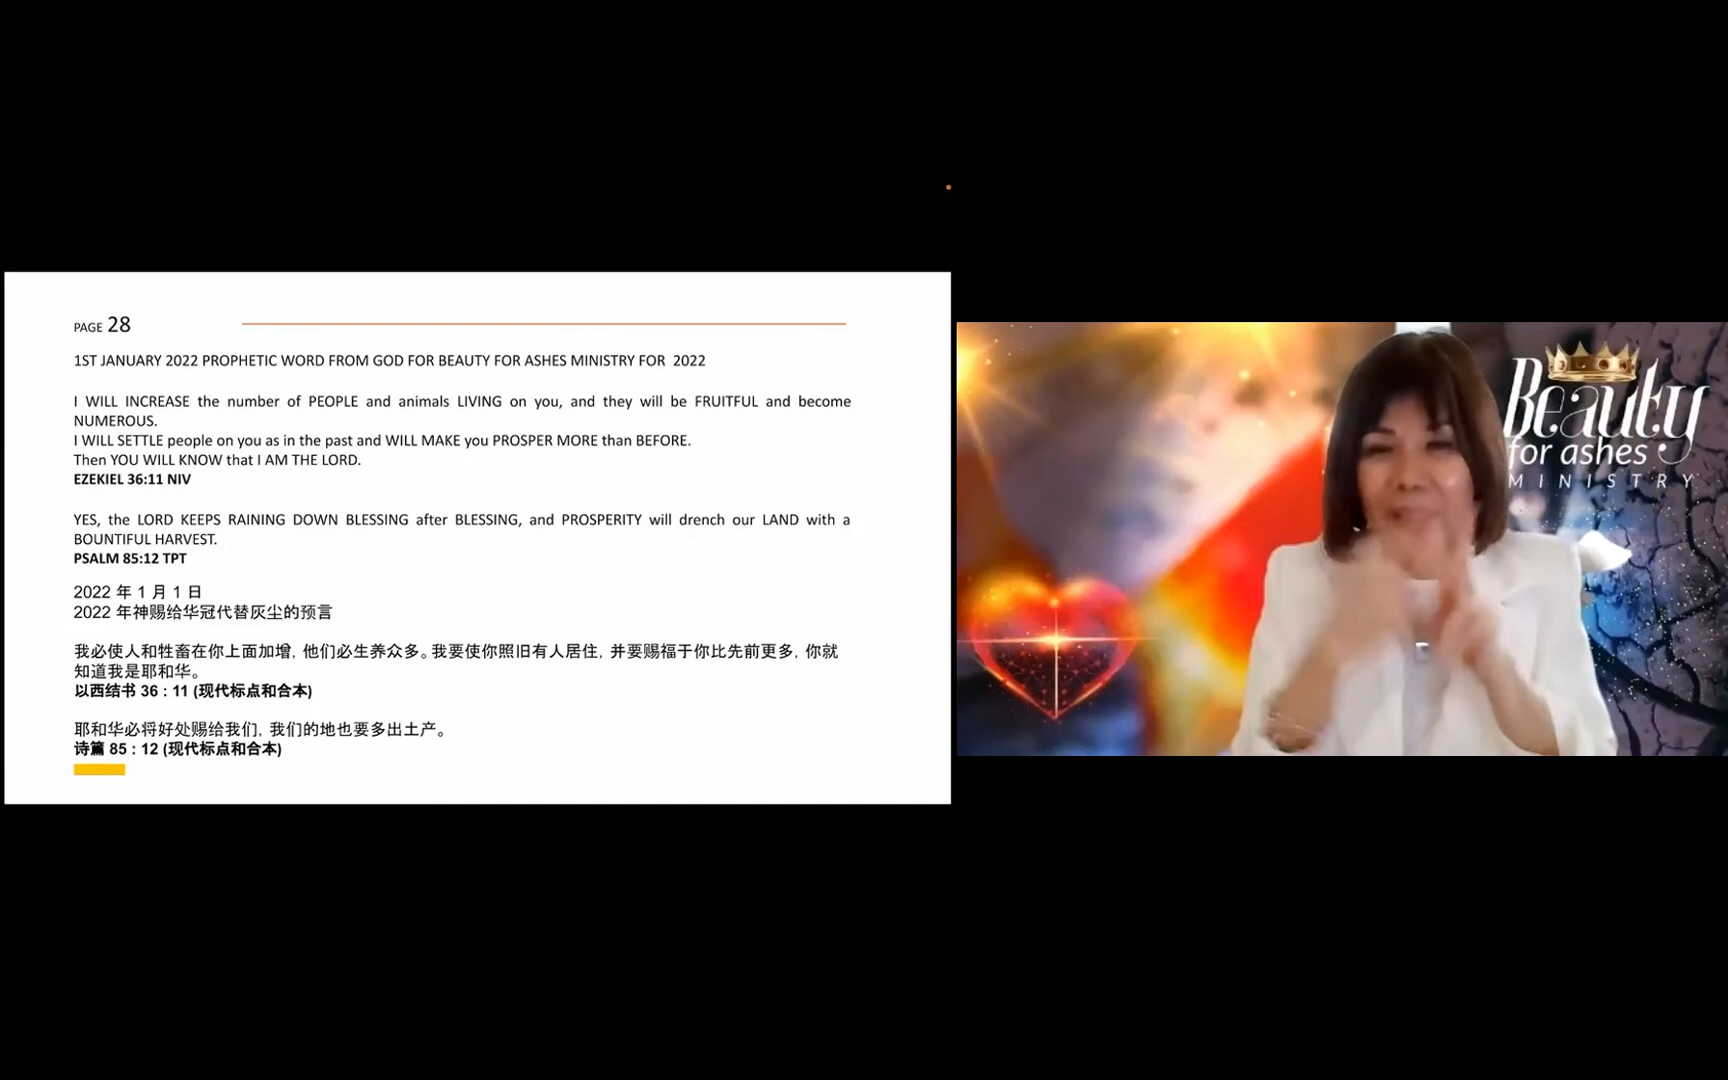 PAGE 28
1ST JANUARY 2022 PROPHETIC WORD FROM GOD FOR BEAUTY FOR ASHES MINISTRY FOR 2022
I WILL INCREASE the number of PEOPLE and animals LIVING on you, and they will be FRUITFUL and become
NUMEROUS.
I WILL SETTLE people on you as in the past and WILL MAKE you PROSPER MORE than BEFORE.
Then YOU WILL KNOW that I AM THE LORD.
EZEKIEL 36:11 NIV
YES, the LORD KEEPS RAINING DOWN BLESSING after BLESSING, and PROSPERITY will drench our LAND with a
BOUNTIFUL HARVEST.
PSALM 85:12 TPT
2022 年 1 月 1 日
2022 年神赐给华冠代替灰尘的预言
我必使人和牲畜在你上面加增, 他们必生养众多。我要使你照旧有人居住, 并要赐福于你比先前更多, 你就
知道我是耶和华。
以西结书 36 : 11 (现代标点和合本)
耶和华必将好处赐给我们, 我们的地也要多出土产。
诗篇 85 : 12 (现代标点和合本)
Beauty
for ashes
MINISTRY